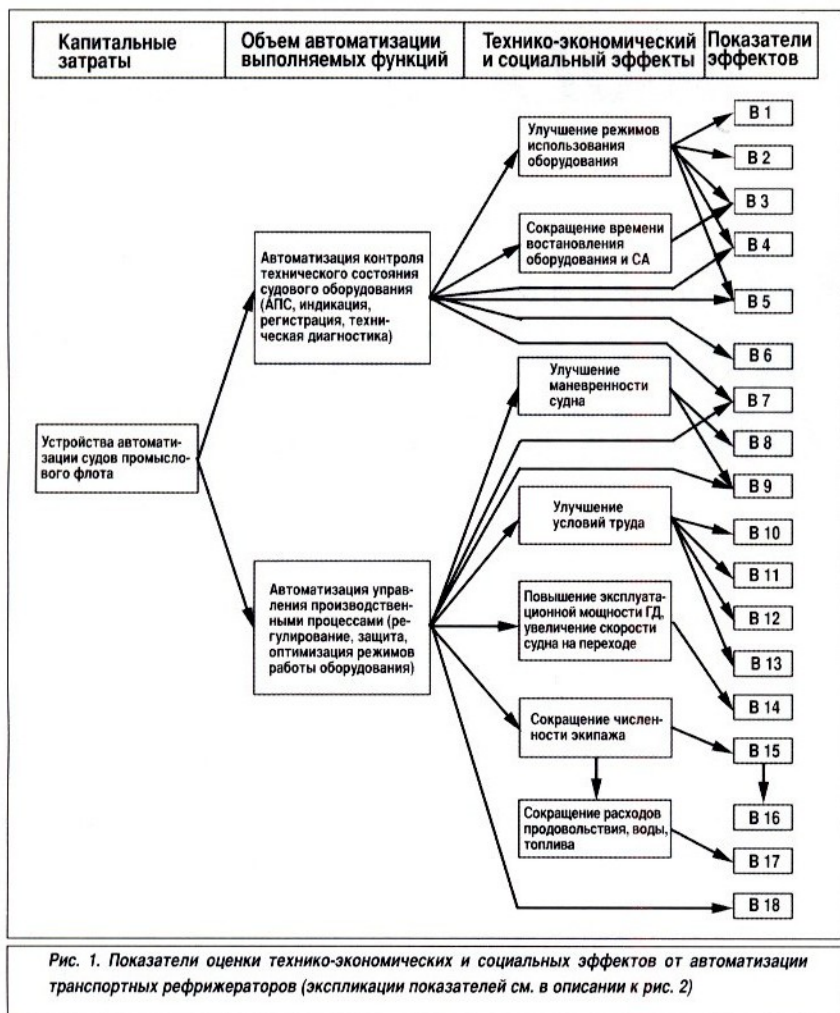 Капитальные
затраты
Объем автоматизации
выполняемых функций
Технико-экономический
и социальный эффекты
Показатели
эффектов
Устройства автомати-
зации судов промысло-
вого флота
Автоматизация контроля
технического состояния
судового оборудования
(АПС, индикация,
регистрация, техни-
ческая диагностика)
Автоматизация управ-
ления производствен-
ными процессами (ре-
гулирование, защита,
оптимизация режимов
работы оборудования)
Улучшение режимов
использования
оборудования
Сокращение времени
востановления
оборудования и СА
Улучшение
маневренности
судна
Улучшение
условий труда
Повышение эксплуата-
ционной мощности ГД,
увеличение скорости
судна на переходе
Сокращение числен-
ности экипажа
Сокращение расходов
продовольствия, воды,
топлива
В 1
В 2
В 3
В 4
В 5
В 6
В 7
В 8
В 9
В 10
В 11
В 12
В 13
В 14
В 15
В 16
В 17
В 18
Рис. 1. Показатели оценки технико-экономических и социальных эффектов от автоматизации
транспортных рефрижераторов (экспликации показателей см. в описании к рис. 2)